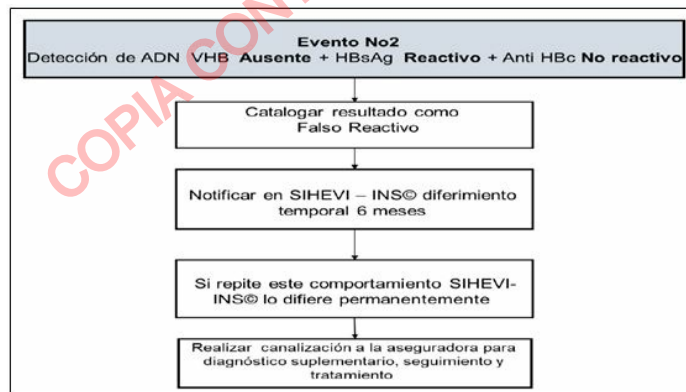 Evento No2
Detección de ADN VHB Ausente + HBsAg Reactivo + Anti HBc No reactivo
Catalogar resultado como
Falso Reactivo
Notificar en SIHEVI – INS© diferimiento
temporal 6 meses
Si repite este comportamiento SIHEVI-
INS© lo difiere permanentemente
Realizar canalización a la aseguradora para
diagnóstico suplementario, seguimiento y
tratamiento
COPIA CON